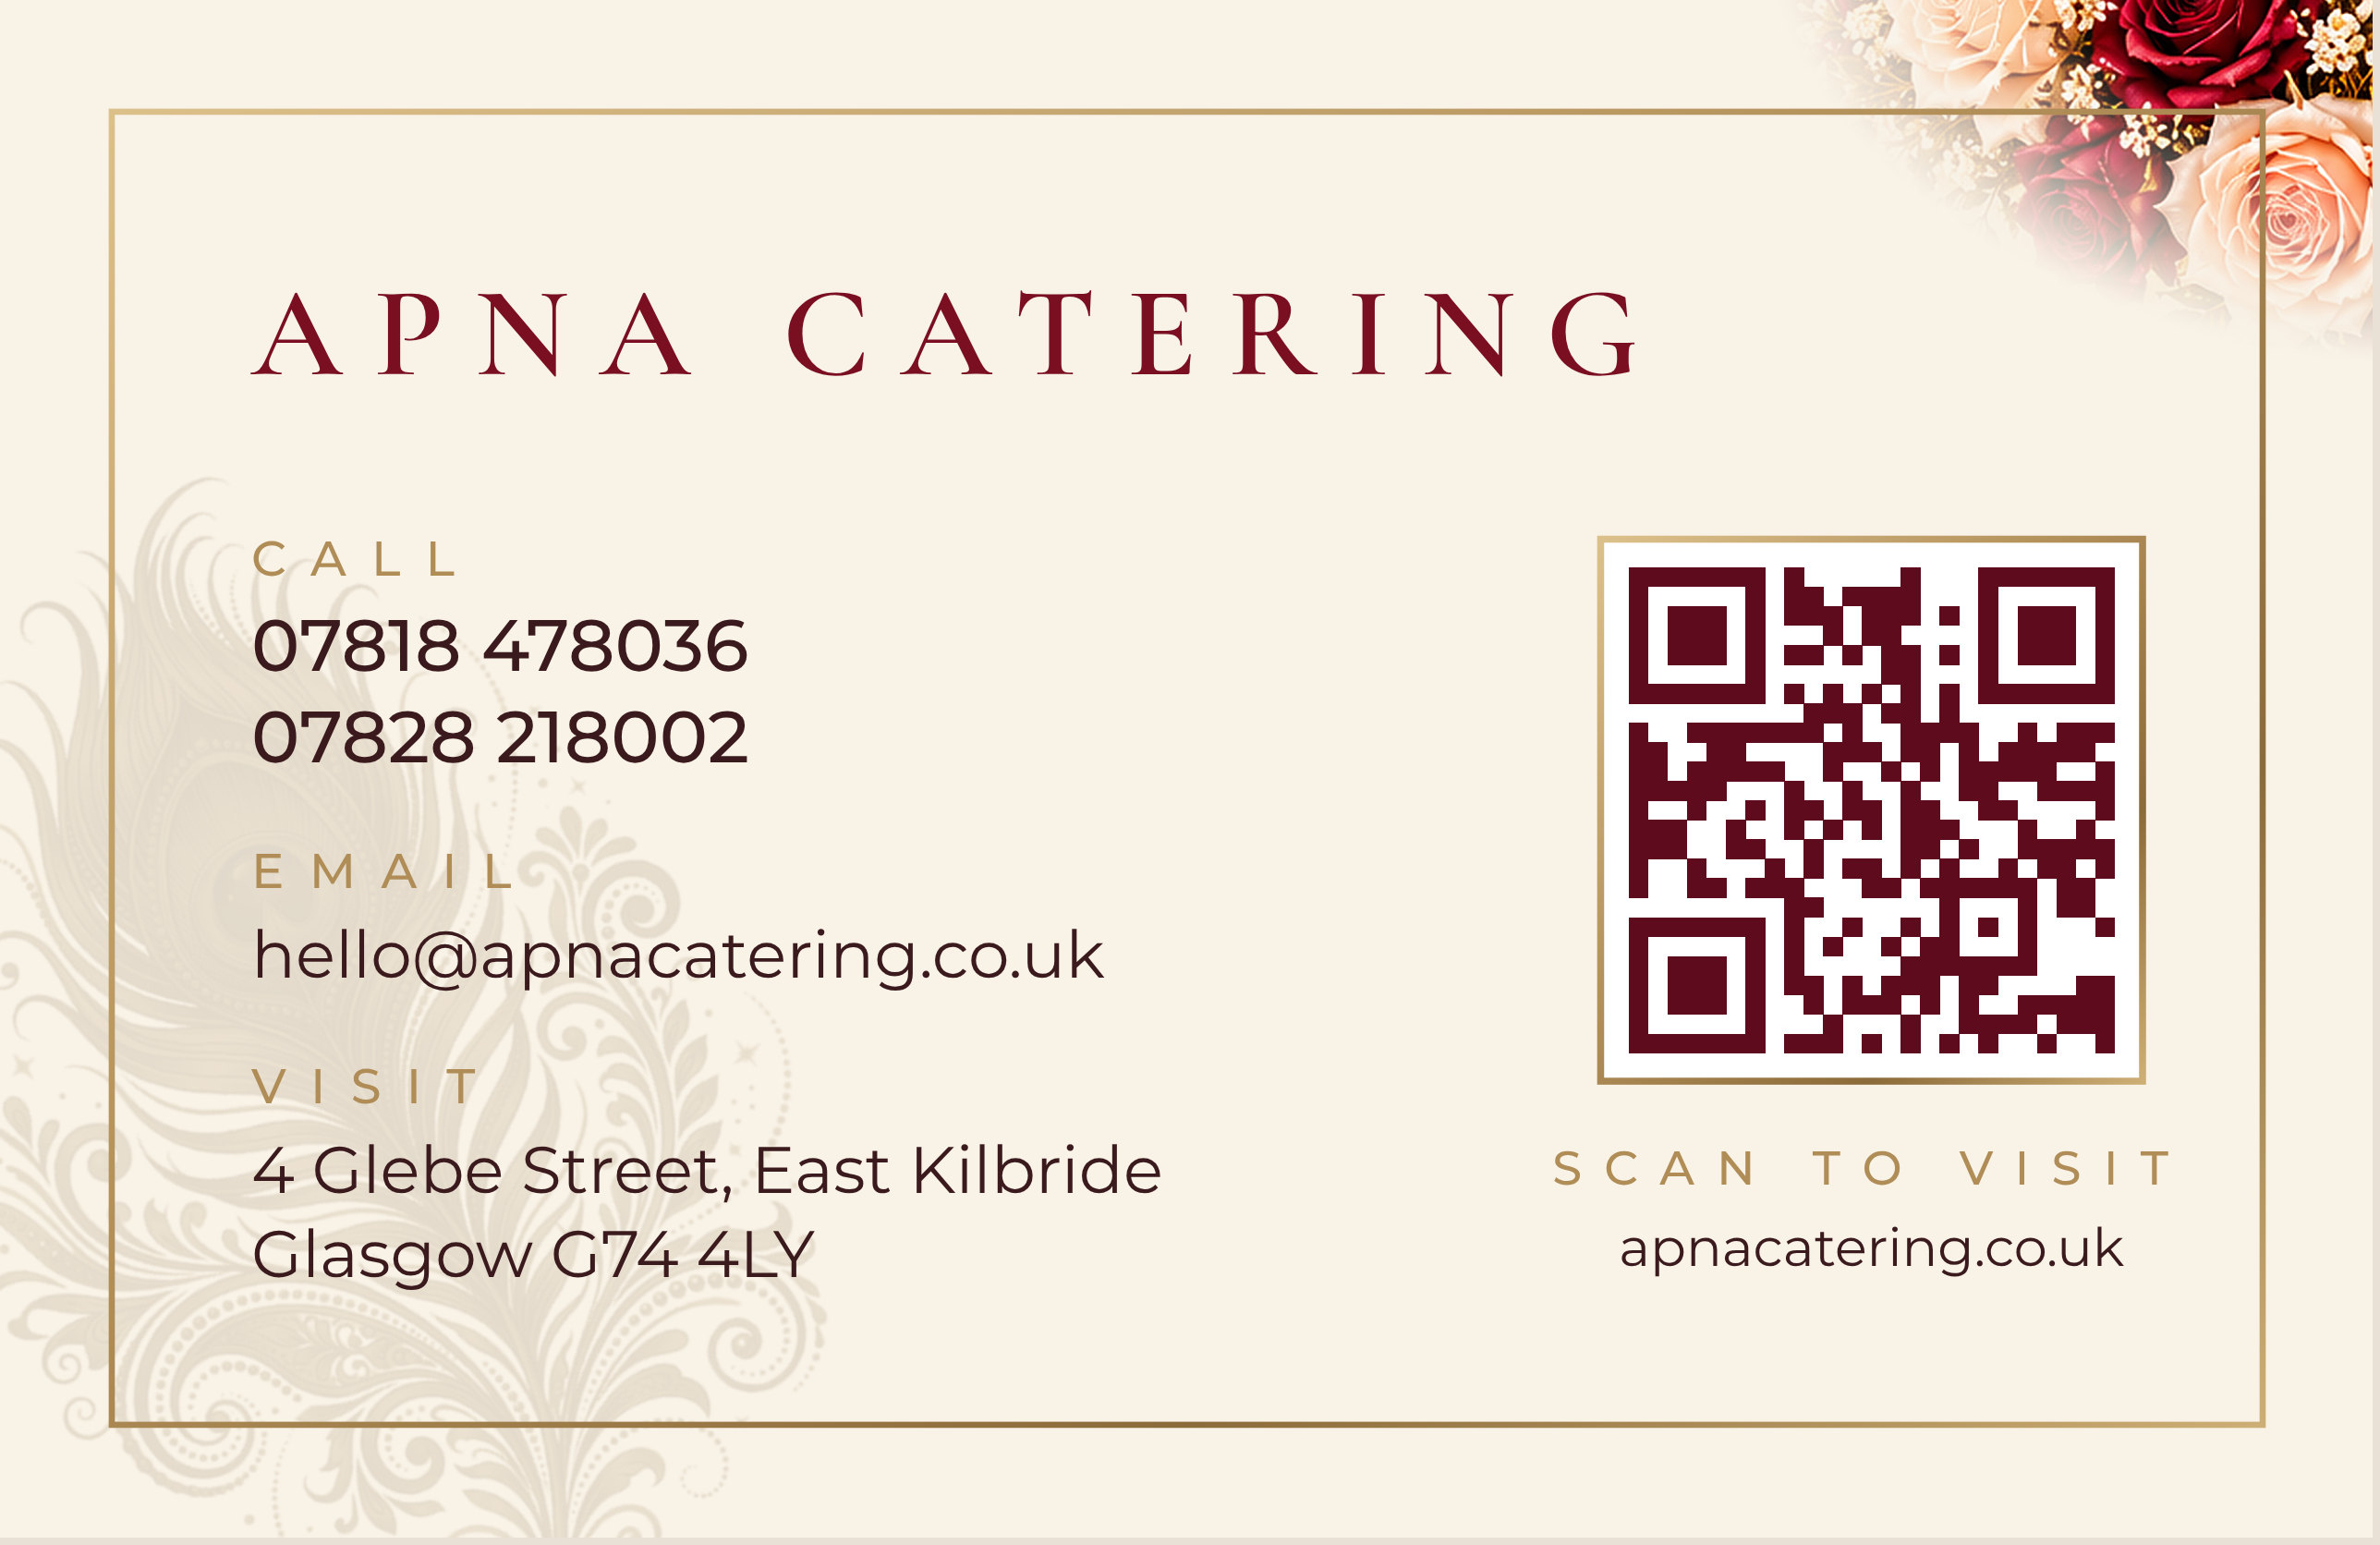 APNA CATERING
CALL
07818 478036
07828 218002
EMAIL
hello@apnacatering.co.uk
VISIT
4 Glebe Street, East Kilbride
Glasgow G74 4LY
SCAN TO VISIT
apnacatering.co.uk